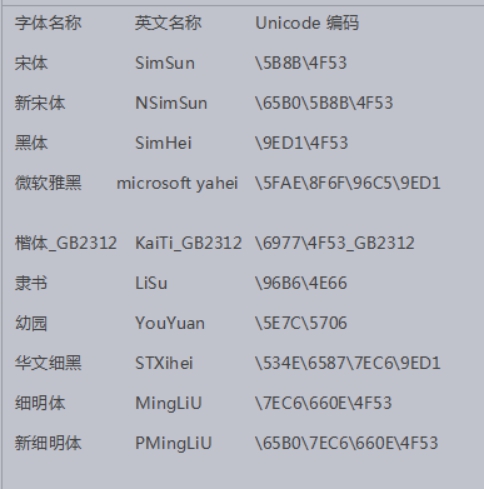 字体名称 英文名称 Unicode 编码
宋体 SimSun \5B8B\4F53
新宋体 NSimSun \65B0\5B8B\4F53
黑体 SimHei \9ED1\4F53
微软雅黑 microsoft yahei \5FAE\8F6F\96C5\9ED1
楷体_GB2312 KaiTi_GB2312 \6977\4F53_GB2312
隶书 LiSu \96B6\4E66
幼园 YouYuan \5E7C\5706
华文细黑 STXihei \534E\6587\7EC6\9ED1
细明体 MingLiU \7EC6\660E\4F53
新细明体 PMingLiU \65B0\7EC6\660E\4F53